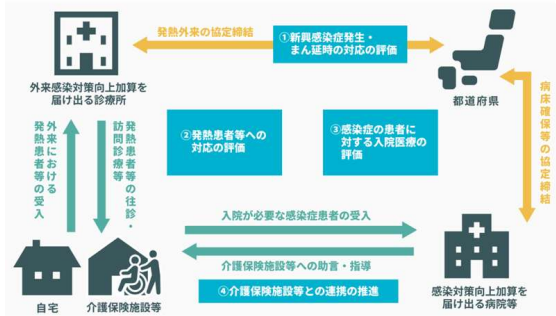 発熱外来の協定締結
①新興感染症発生・
まん延時の対応の評価
外来感染対策向上加算を
届け出る診療所
都道府県
病床確保等の協定締結
②発熱患者等への
対応の評価
③感染症の患者に
対する入院医療の
評価
外来における
発熱患者等の受入
発熱患者等の往診・
訪問診療等
入院が必要な感染症患者の受入
介護保険施設等への助言・指導
④介護保険施設等との連携の推進
自宅
介護保険施設等
感染対策向上加算を
届け出る病院等